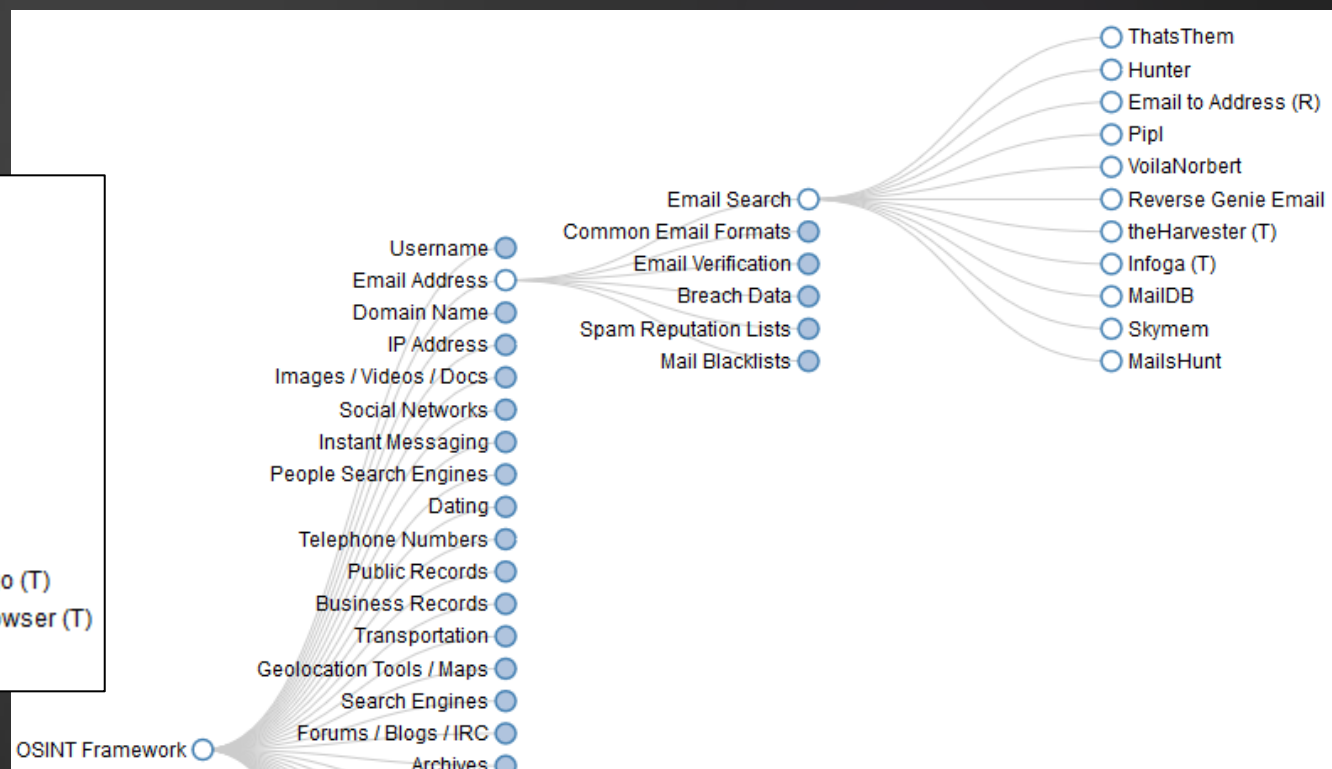 ThatsThem
Hunter
Email to Address (R)
Pipl
VoilaNorbert
Email Search
Reverse Genie Email
Common Email Formats
theHarvester (T)
Username
Email Verification
Infoga (T)
Email Address
Breach Data
MailDB
Domain Name
Spam Reputation Lists
Skymem
IP Address
Mail Blacklists
MailsHunt
Images / Videos / Docs
Social Networks
Instant Messaging
People Search Engines
Dating
Telephone Numbers
Public Records
o (T)
Business Records
(T)
Transportation
Geolocation Tools / Maps
Search Engines
Forums / Blogs / IRC
OSINT Framework
Archives